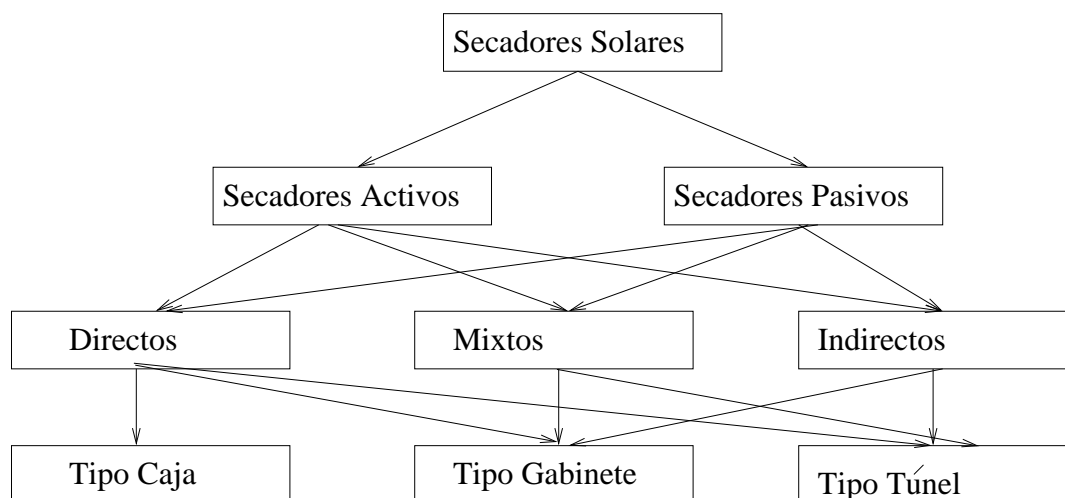 Secadores Solares
Secadores Activos
Secadores Pasivos
Directos
Mixtos
Indirectos
Tipo Caja
Tipo Gabinete
Tipo Túnel